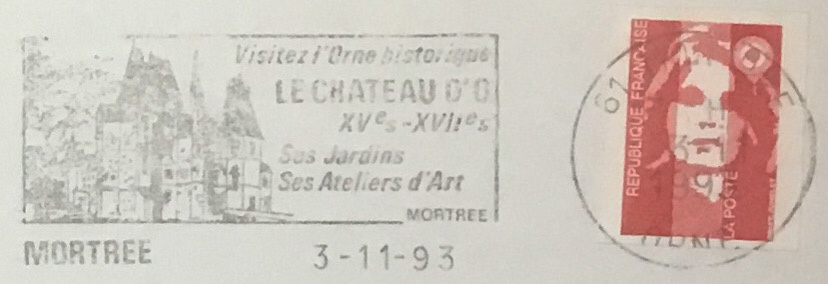 Visitez l'Orne historique
LE CHATEAU D'O
XVes-XVIIes
Ses Jardins
Ses Ateliers d'Art
MORTREE
MORTREE
3-11-93
REPUBLIQUE FRANÇAISE
LA POSTE
61